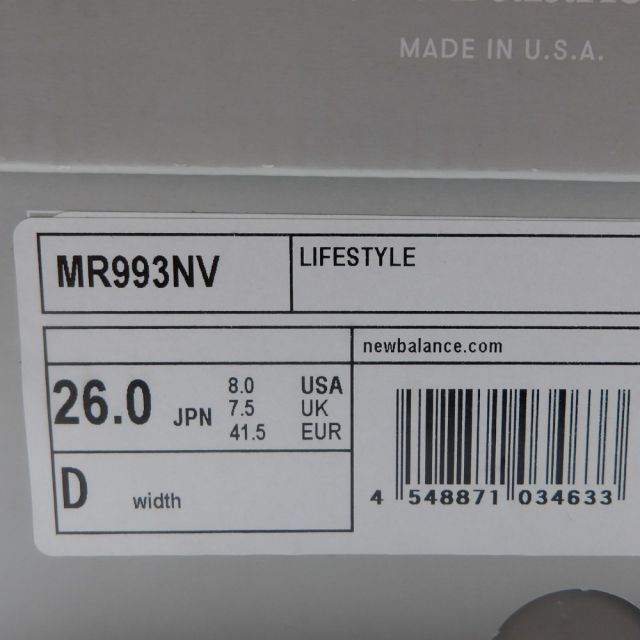 MADE IN U.S.A.
MR993NV
LIFESTYLE
newbalance.com
26.0 JPN
8.0 USA
7.5 UK
41.5 EUR
D width
4 548871 034633